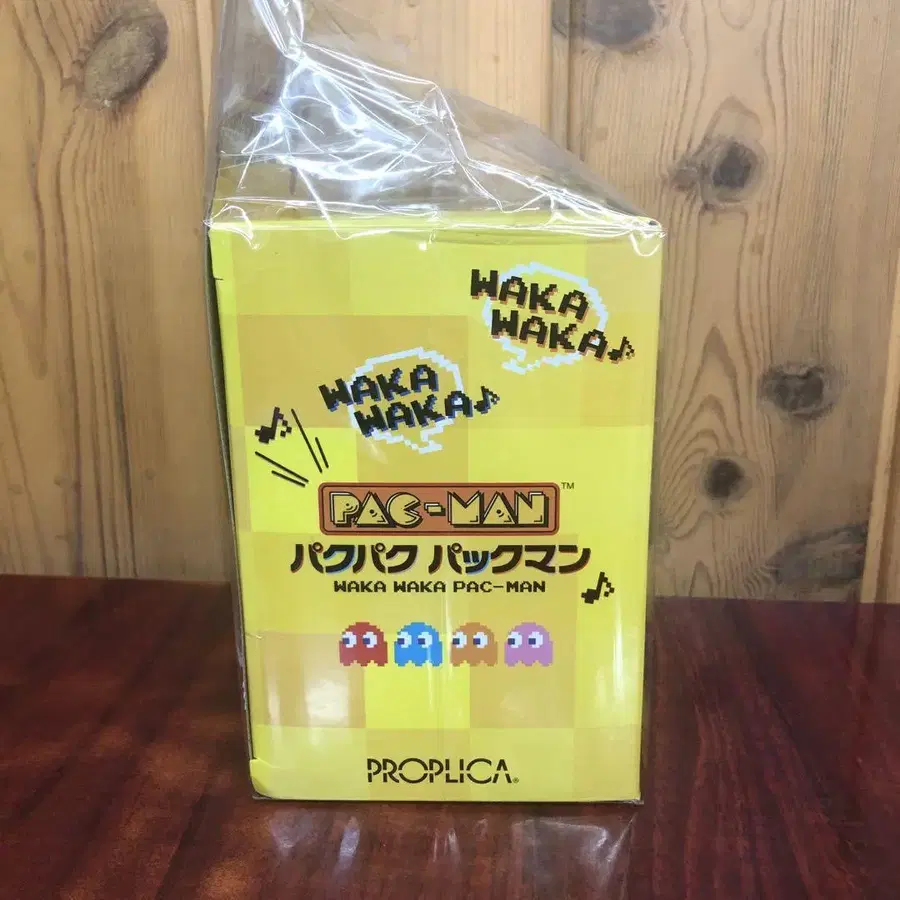 WAKA
WAKA♪
WAKA
WAKA♪
PAC-MAN™
パクパク パックマン
WAKA WAKA PAC-MAN
PROPLICA®